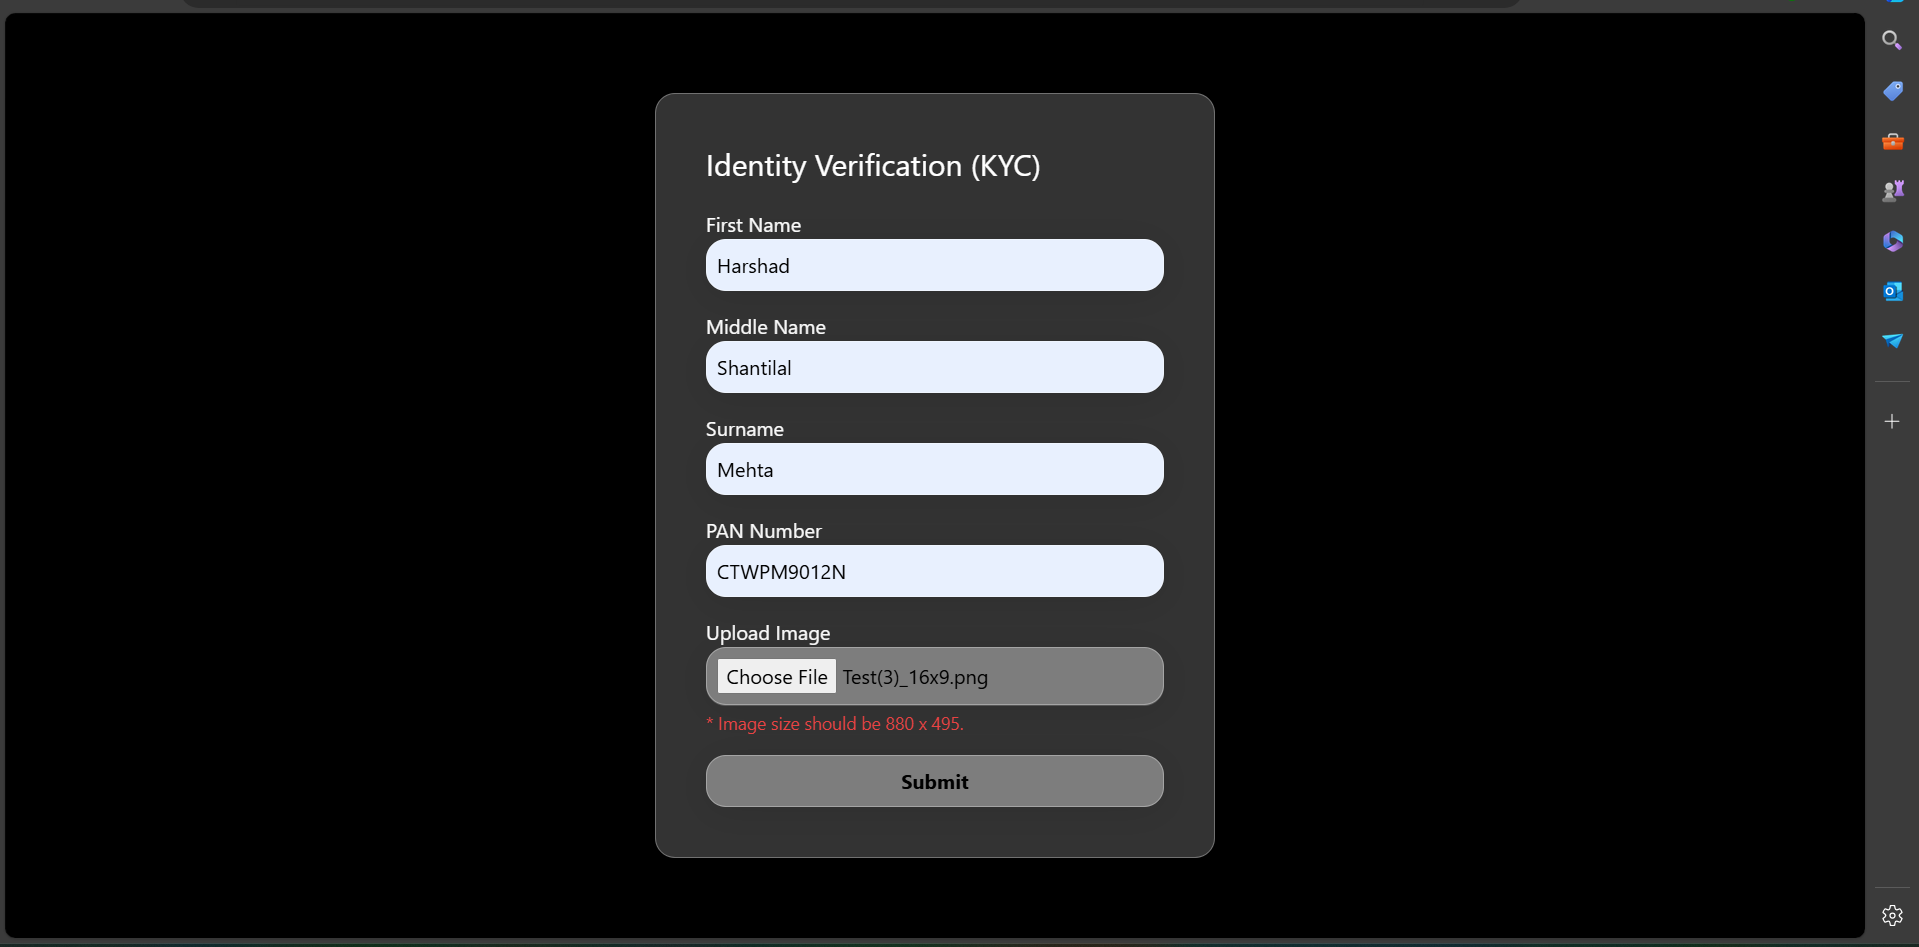 Identity Verification (KYC)
First Name
Harshad
Middle Name
Shantilal
Surname
Mehta
PAN Number
CTWPM9012N
Upload Image
Choose File Test(3)_16x9.png
* Image size should be 880 x 495.
Submit